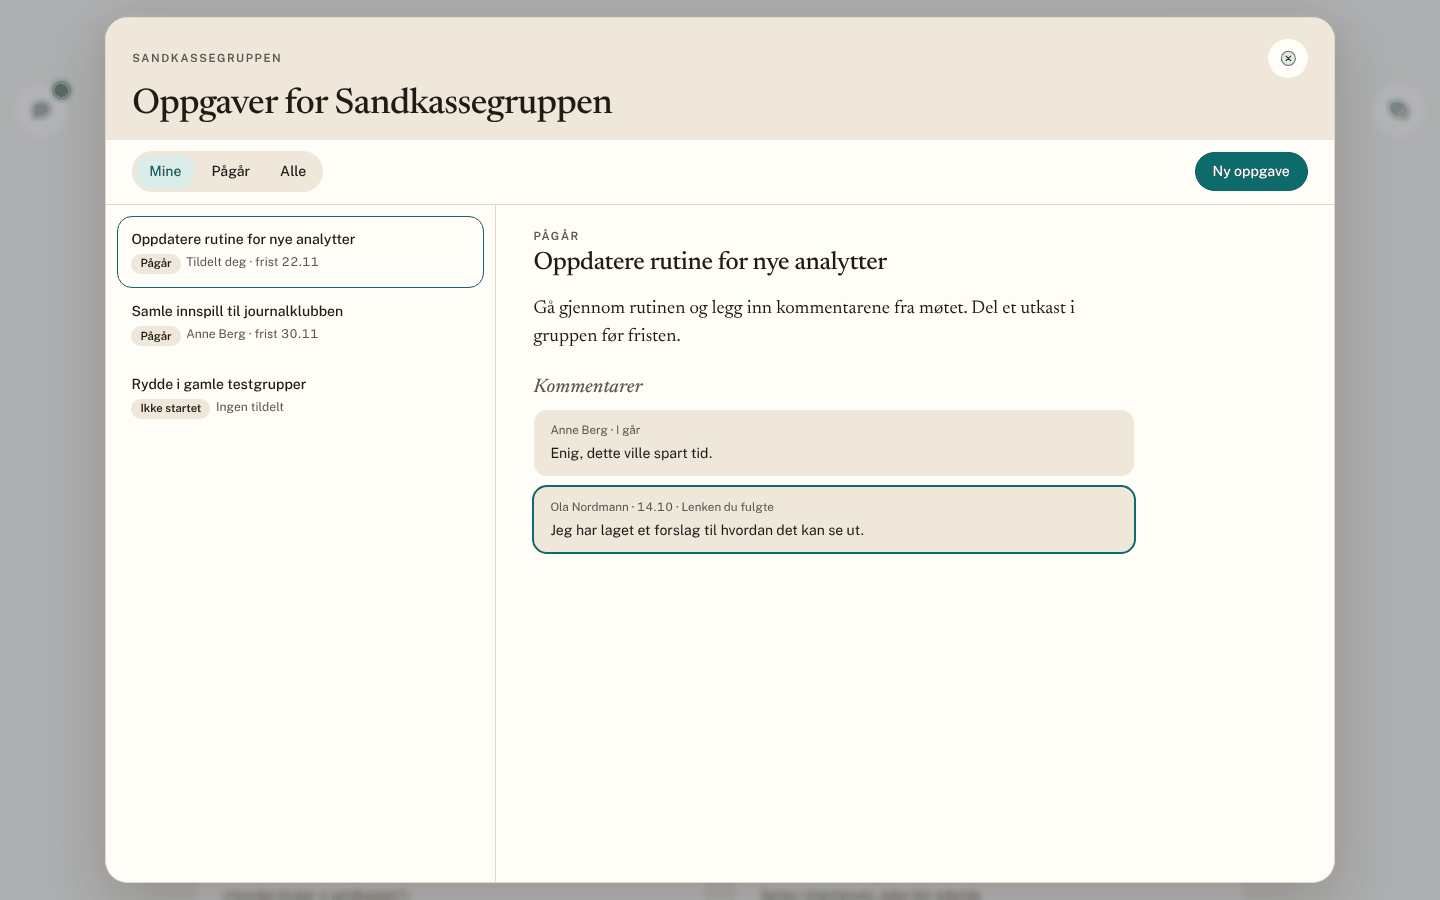 SANDKASSEGRUPPEN
Oppgaver for Sandkassegruppen
Mine Pågår Alle
Ny oppgave
Oppdatere rutine for nye analytter
Pågår Tildelt deg · frist 22.11
Samle innspill til journalklubben
Pågår Anne Berg · frist 30.11
Rydde i gamle testgrupper
Ikke startet Ingen tildelt
PÅGÅR
Oppdatere rutine for nye analytter
Gå gjennom rutinen og legg inn kommentarene fra møtet. Del et utkast i
gruppen før fristen.
Kommentarer
Anne Berg · I går
Enig, dette ville spart tid.
Ola Nordmann · 14.10 · Lenken du fulgte
Jeg har laget et forslag til hvordan det kan se ut.